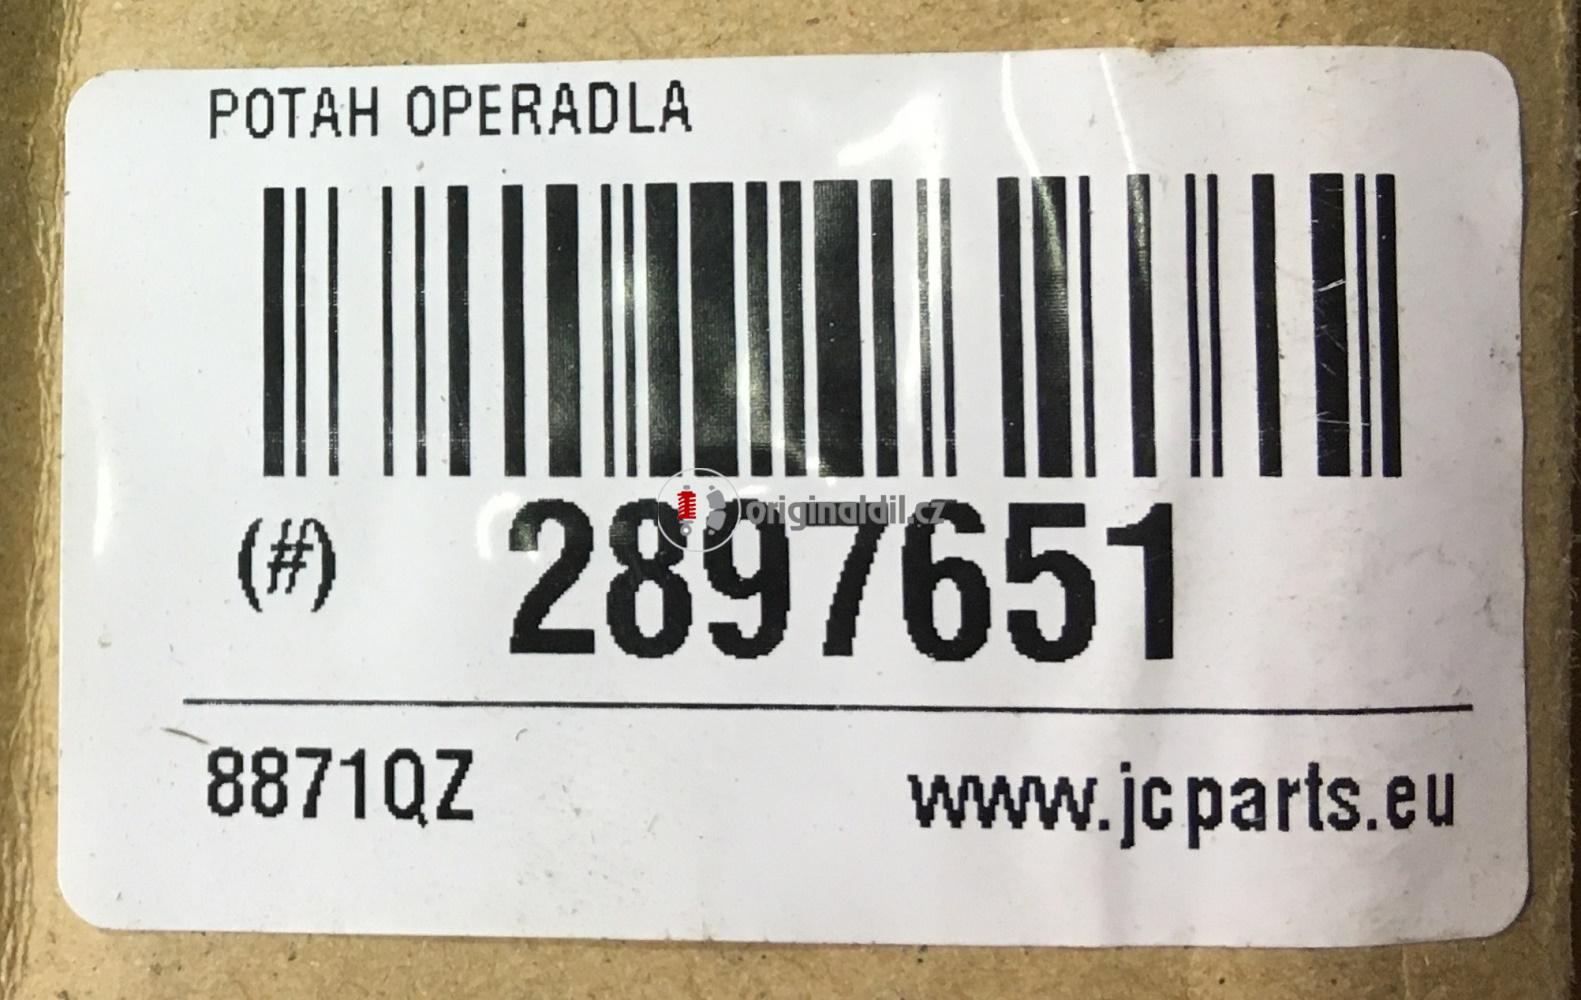 POTAH OPERADLA
originaldil.cz
(#) 2897651
8871QZ www.jcparts.eu